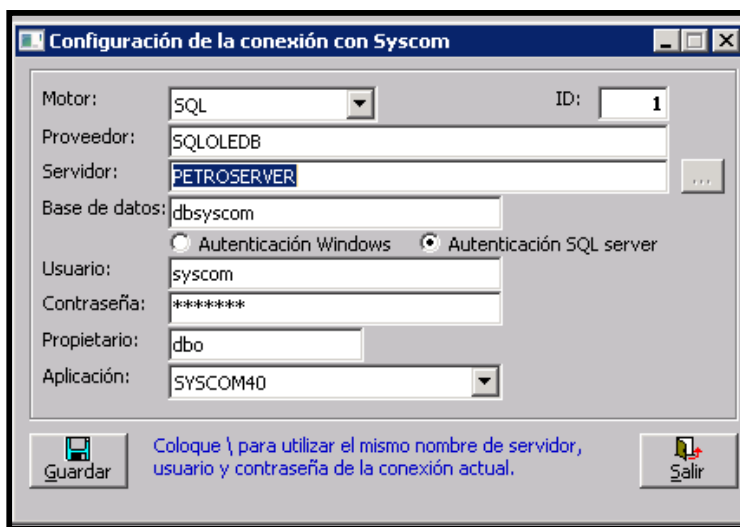 Configuración de la conexión con Syscom
Motor: SQL ID: 1
Proveedor: SQLOLEDB
Servidor: PETROSERVER ...
Base de datos: dbsyscom
Autenticación Windows Autenticación SQL server
Usuario: syscom
Contraseña: *******
Propietario: dbo
Aplicación: SYSCOM40
Guardar
Coloque \ para utilizar el mismo nombre de servidor,
usuario y contraseña de la conexión actual.
Salir